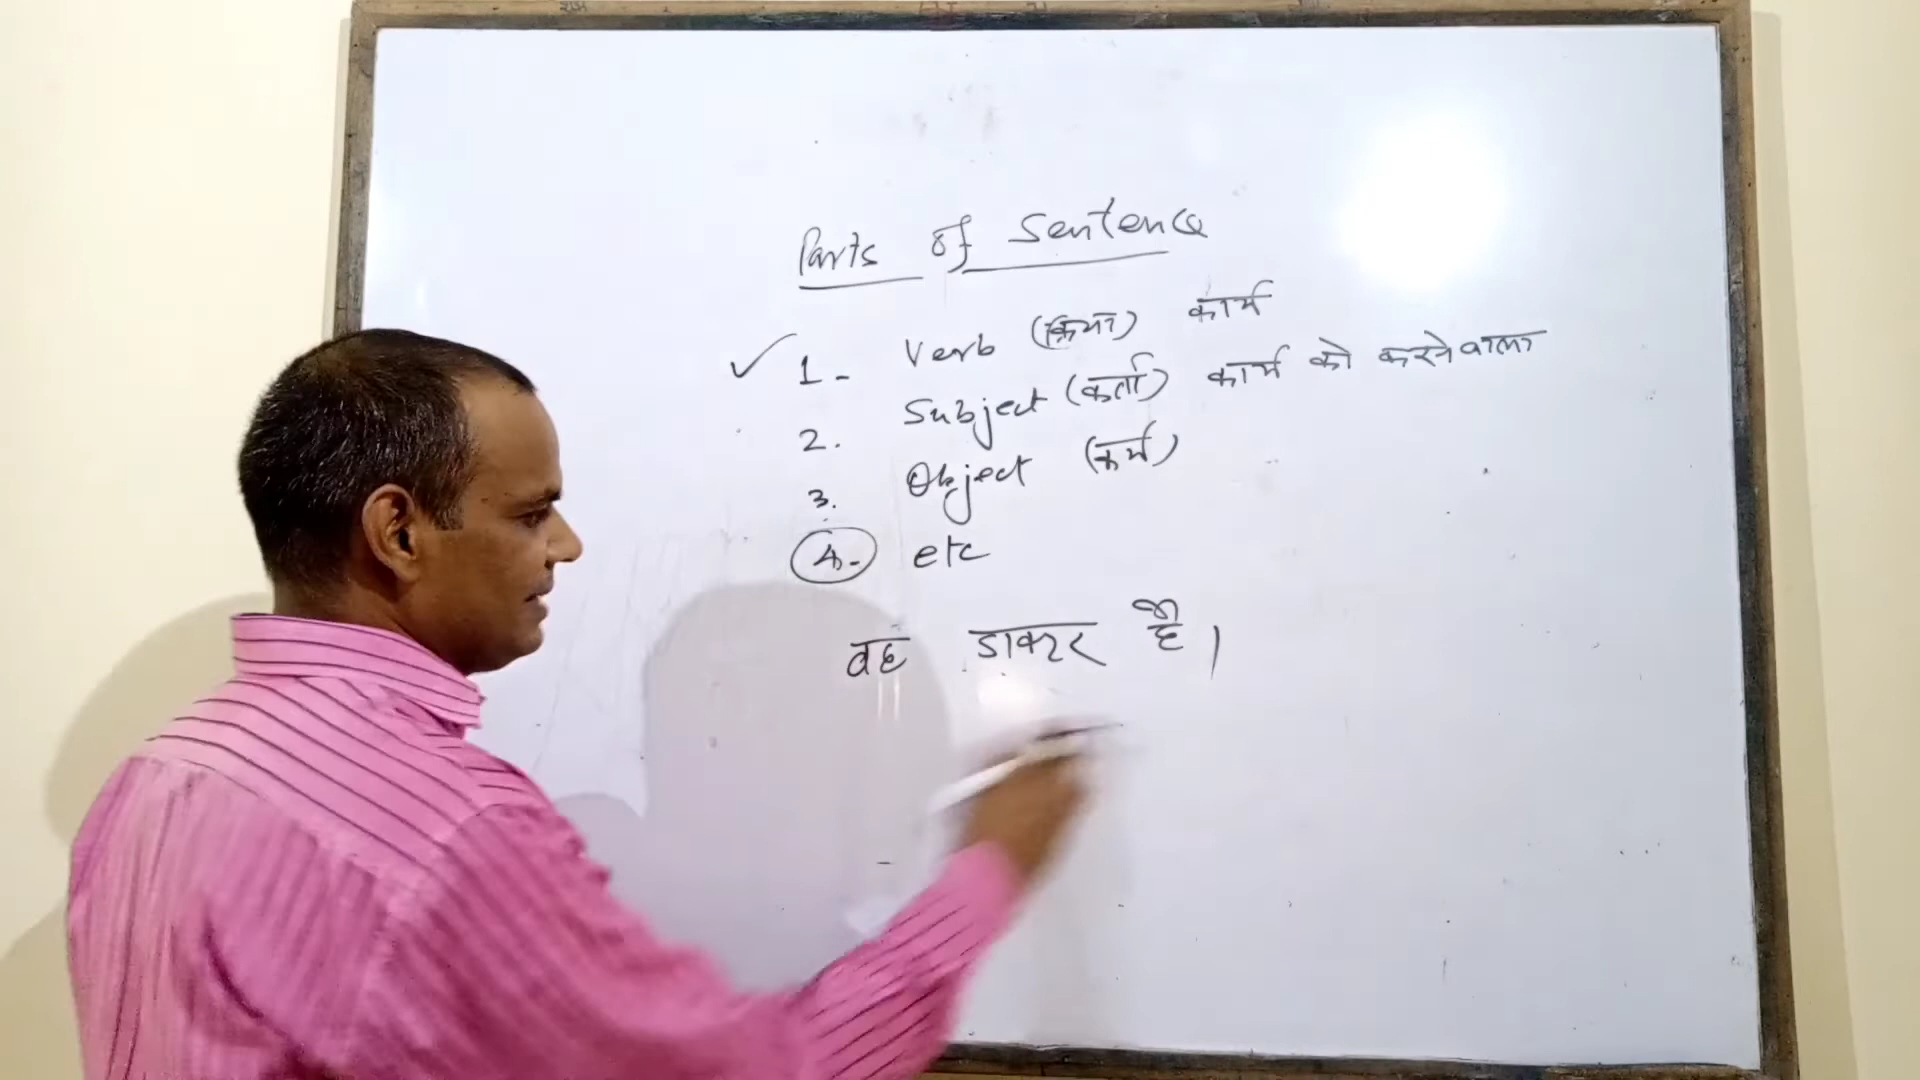 Parts of Sentence
✓ 1- Verb (क्रिया) कार्य
2. Subject (कर्ता) कार्य को करने वाला
3. Object (कर्म)
4- etc
वह डाक्टर है।